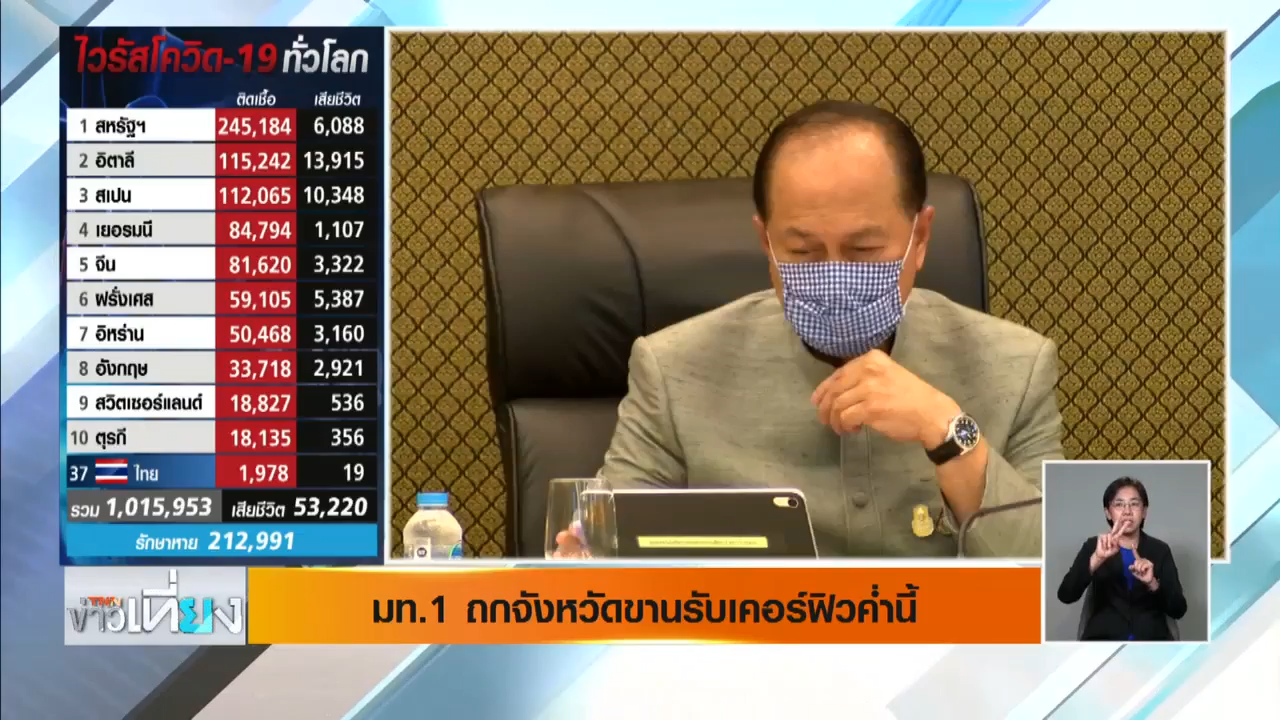 ไวรัสโควิด-19 ทั่วโลก
ติดเชื้อ เสียชีวิต
1 สหรัฐฯ 245,184 6,088
2 อิตาลี 115,242 13,915
3 สเปน 112,065 10,348
4 เยอรมนี 84,794 1,107
5 จีน 81,620 3,322
6 ฝรั่งเศส 59,105 5,387
7 อิหร่าน 50,468 3,160
8 อังกฤษ 33,718 2,921
9 สวิตเซอร์แลนด์ 18,827 536
10 ตุรกี 18,135 356
37 ไทย 1,978 19
รวม 1,015,953 เสียชีวิต 53,220
รักษาหาย 212,991
ข่าวเที่ยง
มท.1 ถกจังหวัดขานรับเคอร์ฟิวค่ำนี้